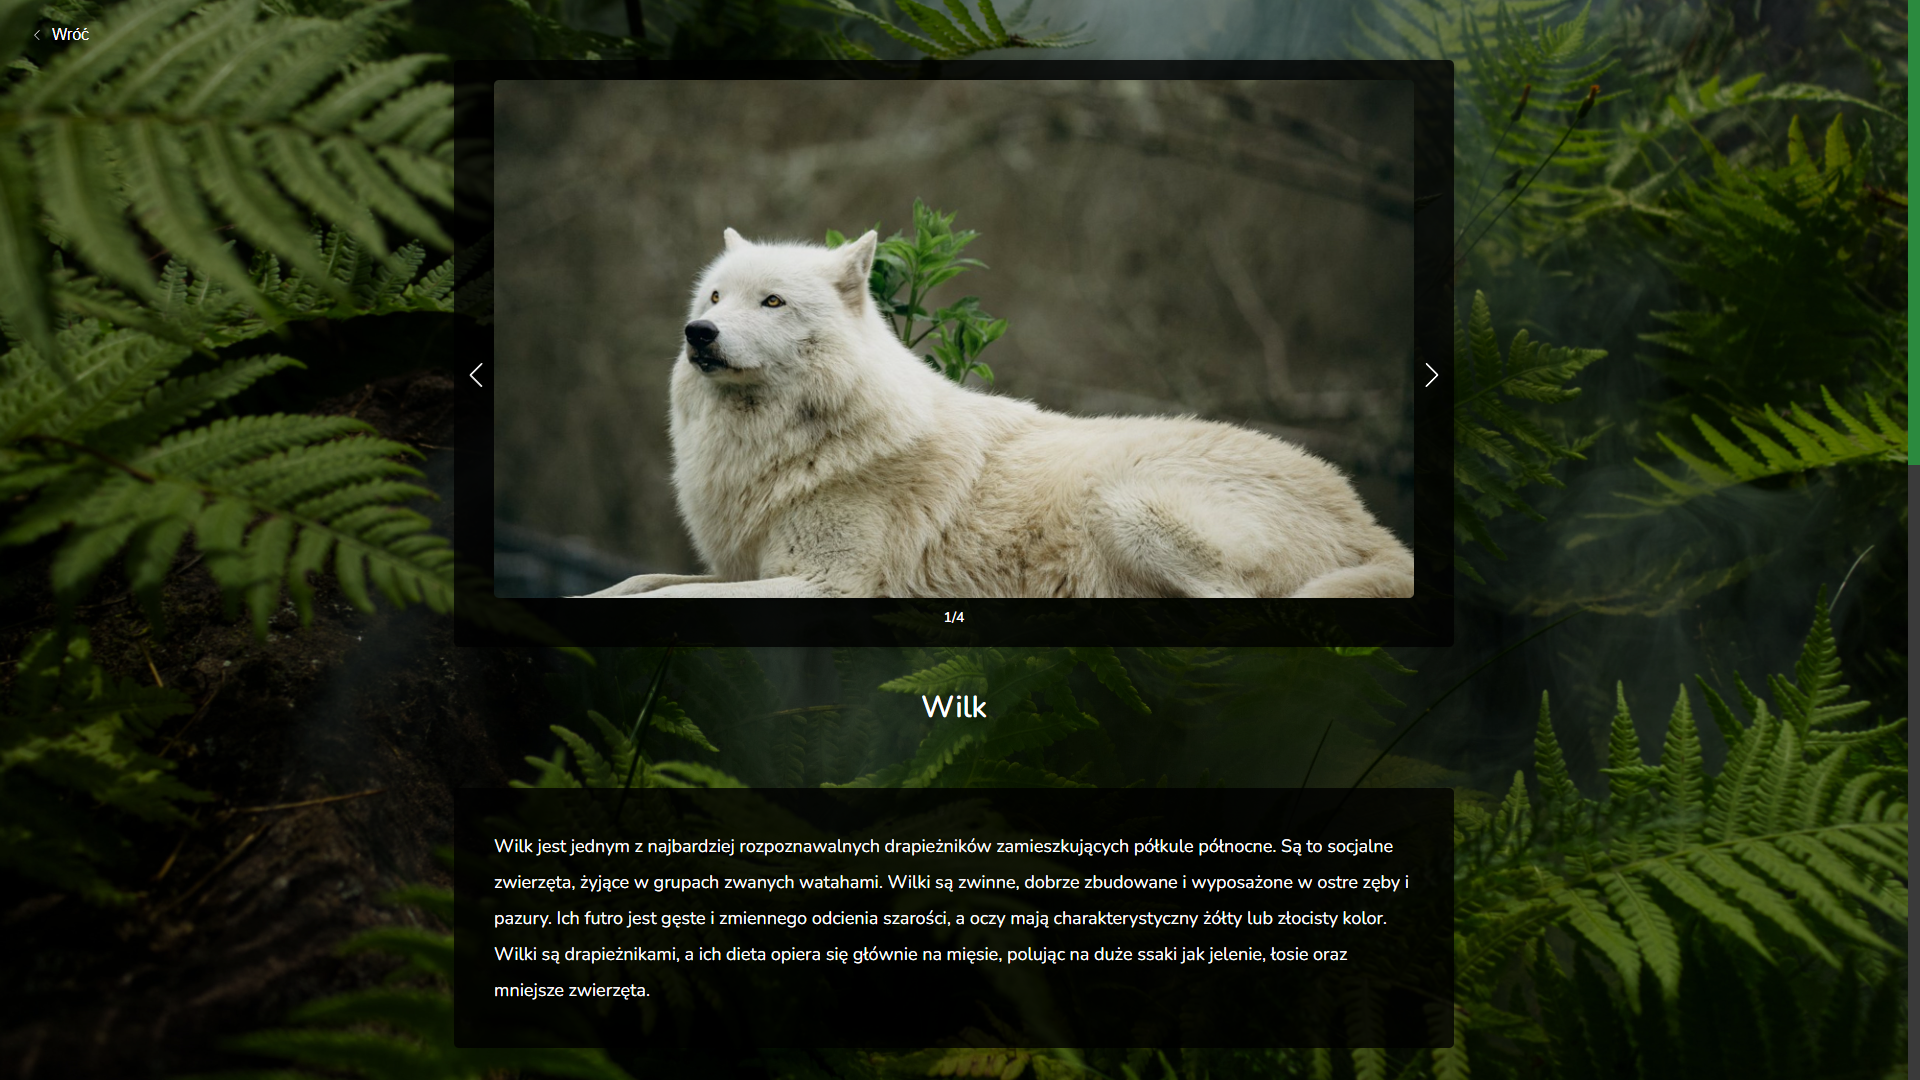 Wróć
1/4
Wilk
Wilk jest jednym z najbardziej rozpoznawalnych drapieżników zamieszkujących półkule północne. Są to socjalne
zwierzęta, żyjące w grupach zwanych watahami. Wilki są zwinne, dobrze zbudowane i wyposażone w ostre zęby i
pazury. Ich futro jest gęste i zmiennego odcienia szarości, a oczy mają charakterystyczny żółty lub złocisty kolor.
Wilki są drapieżnikami, a ich dieta opiera się głównie na mięsie, polując na duże ssaki jak jelenie, łosie oraz
mniejsze zwierzęta.